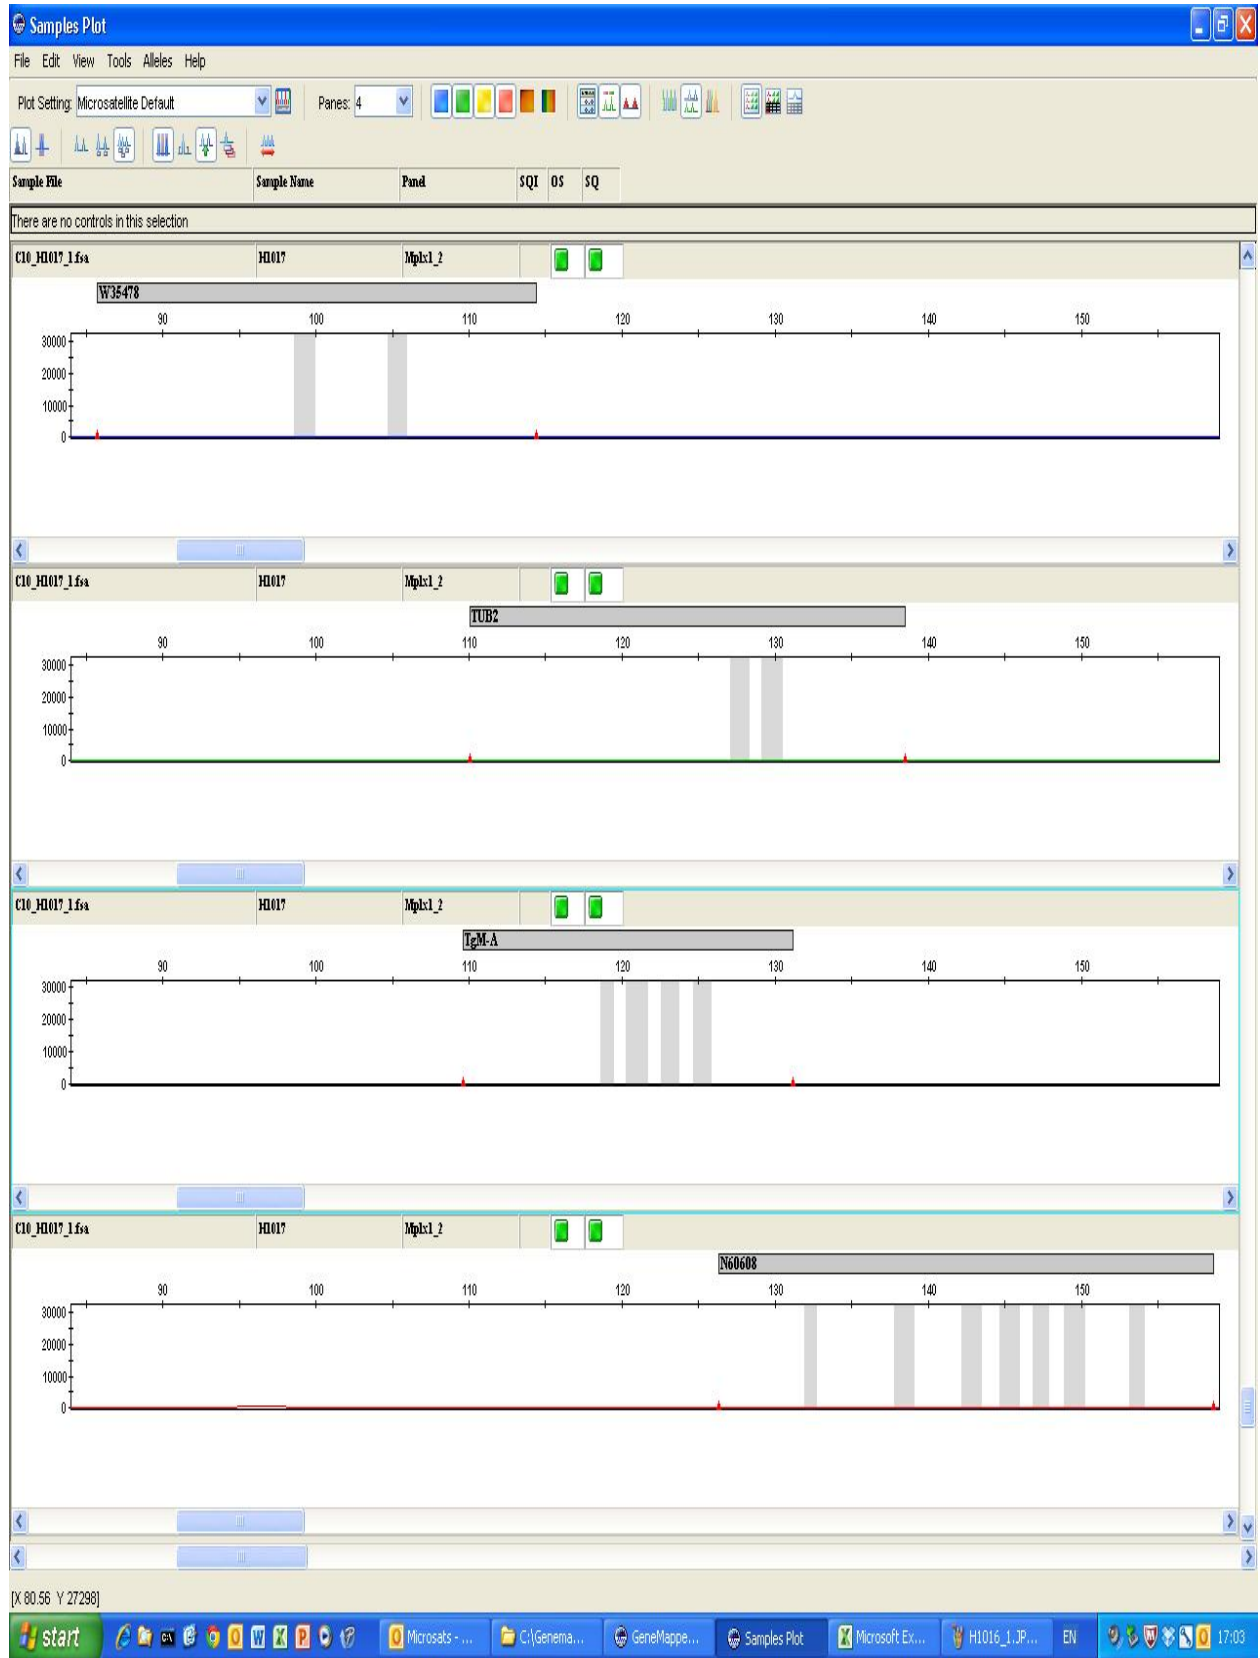 Samples Plot
File Edit View Tools Alleles Help
Plot Setting: Microsatellite Default Panes: 4
Sample File Sample Name Panel SQI OS SQ
There are no controls in this selection
C10_H1017_1.fsa H1017 Mplx1_2
W35478
90 100 110 120 130 140 150
30000
20000
10000
0
C10_H1017_1.fsa H1017 Mplx1_2
TUB2
90 100 110 120 130 140 150
30000
20000
10000
0
C10_H1017_1.fsa H1017 Mplx1_2
TgM-A
90 100 110 120 130 140 150
30000
20000
10000
0
C10_H1017_1.fsa H1017 Mplx1_2
N60608
90 100 110 120 130 140 150
30000
20000
10000
0
[X 80.56 Y 27298]
start Microsats - ... C:\Genema... GeneMappe... Samples Plot Microsoft Ex... H1016_1.JP... EN 17:03